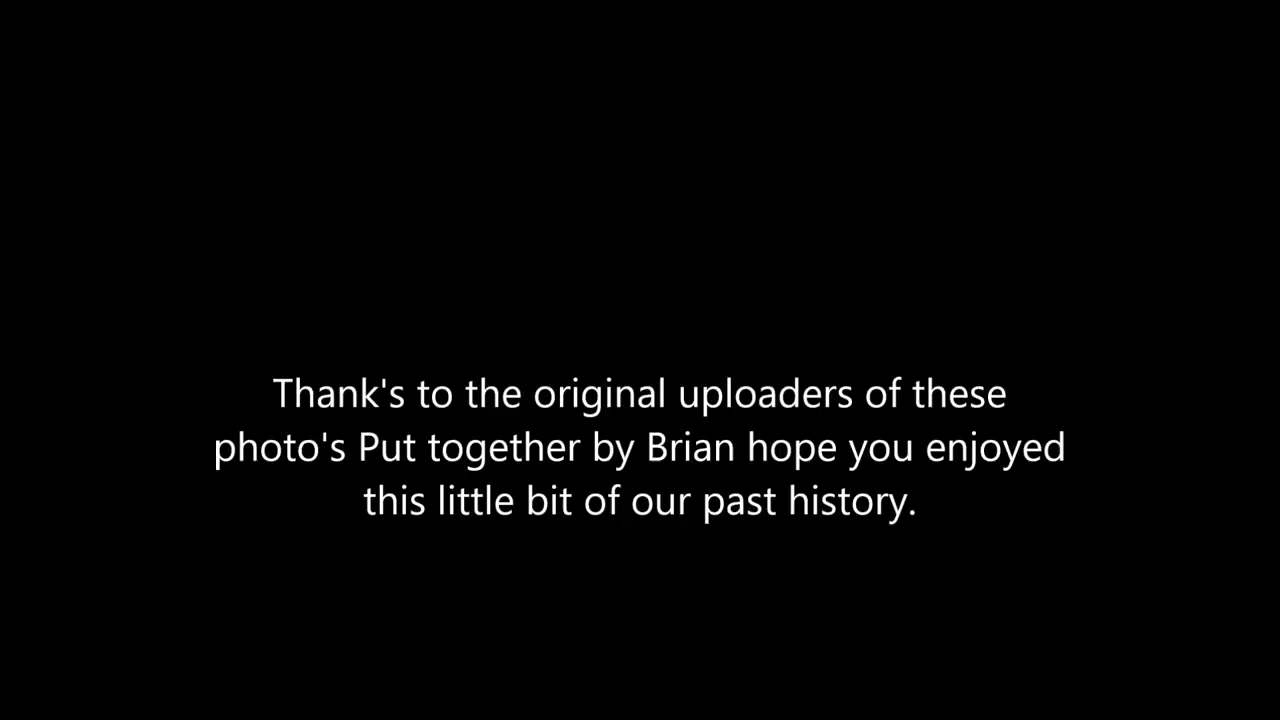 Thank's to the original uploaders of these
photo's Put together by Brian hope you enjoyed
this little bit of our past history.